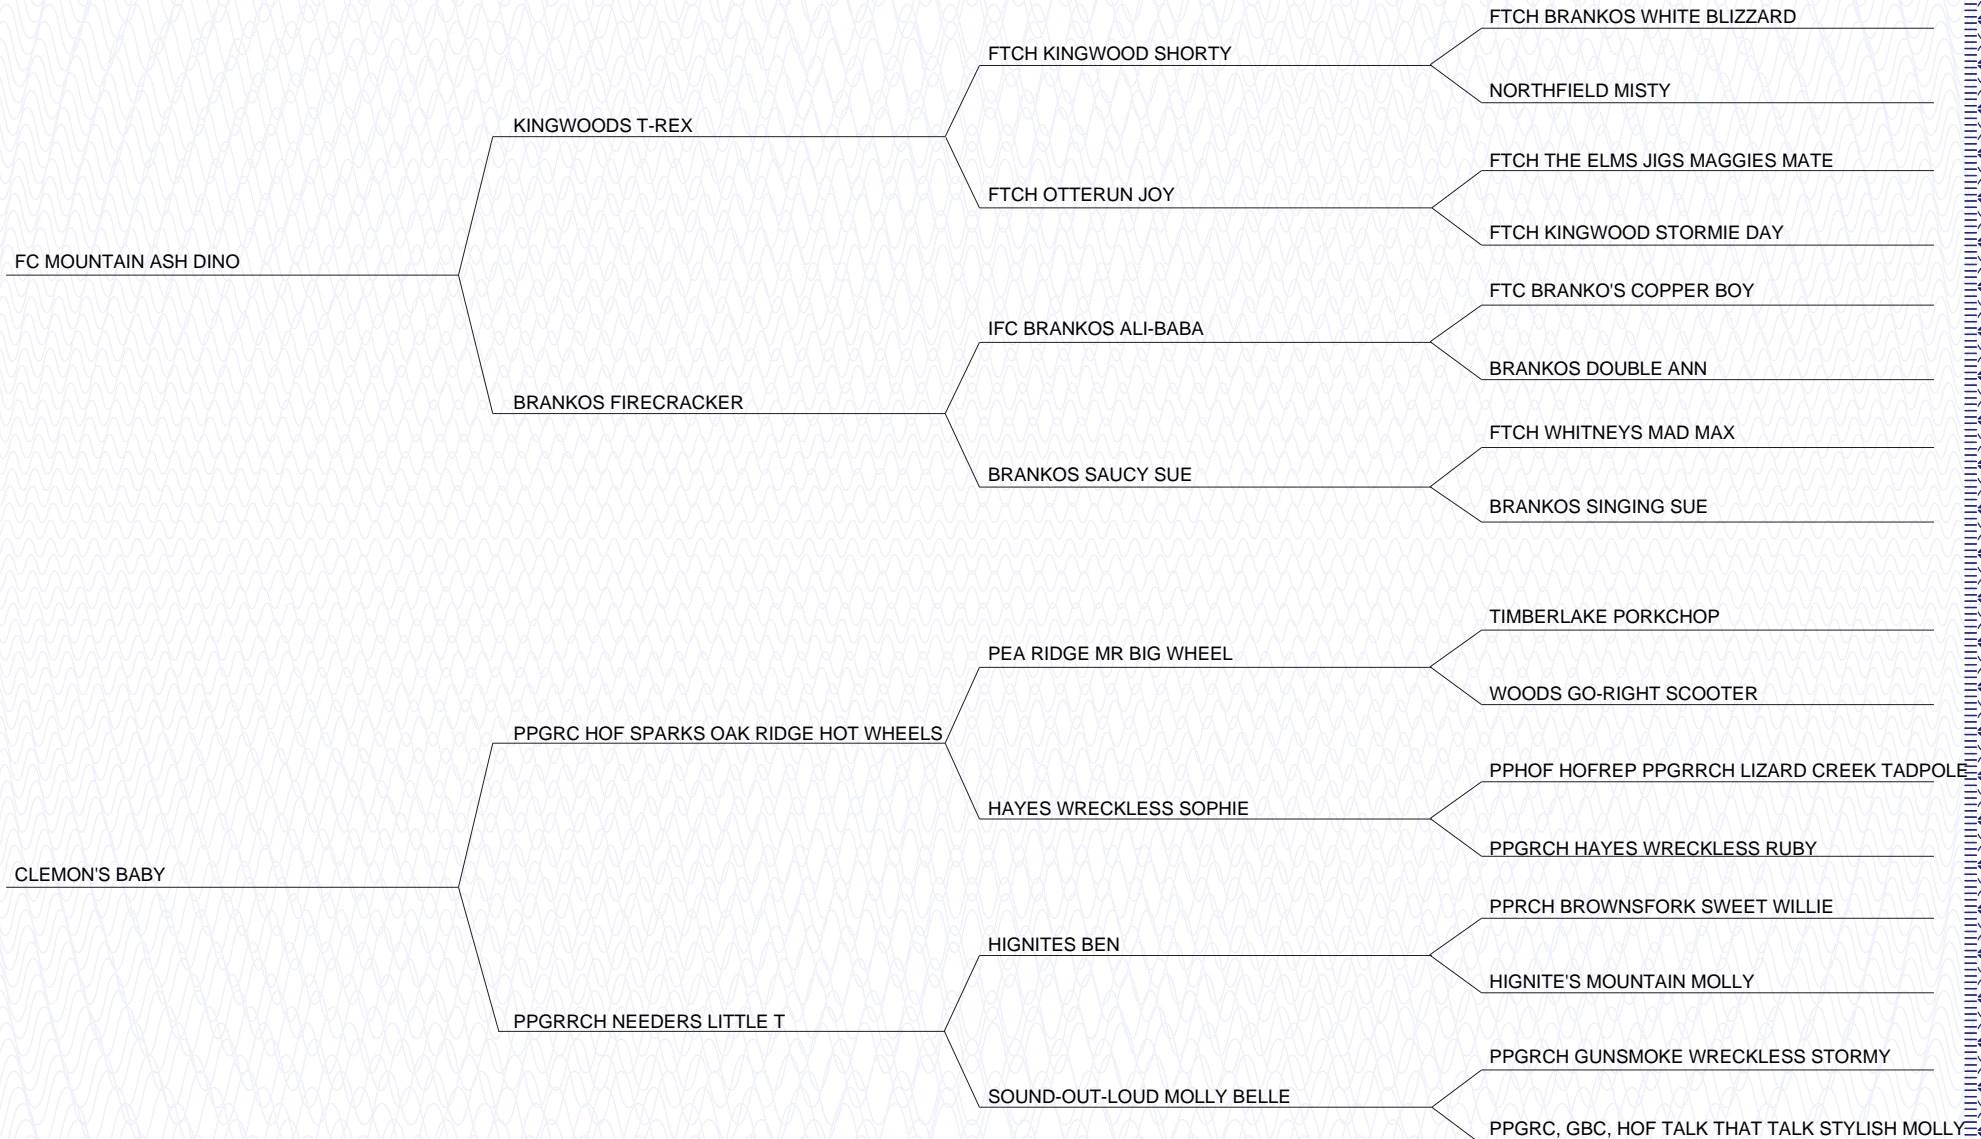 FTCH BRANKOS WHITE BLIZZARD
FTCH KINGWOOD SHORTY
NORTHFIELD MISTY
KINGWOODS T-REX
FTCH THE ELMS JIGS MAGGIES MATE
FTCH OTTERUN JOY
FTCH KINGWOOD STORMIE DAY
FC MOUNTAIN ASH DINO
FTC BRANKO'S COPPER BOY
IFC BRANKOS ALI-BABA
BRANKOS DOUBLE ANN
BRANKOS FIRECRACKER
FTCH WHITNEYS MAD MAX
BRANKOS SAUCY SUE
BRANKOS SINGING SUE
TIMBERLAKE PORKCHOP
PEA RIDGE MR BIG WHEEL
WOODS GO-RIGHT SCOOTER
PPGRC HOF SPARKS OAK RIDGE HOT WHEELS
PPHOF HOFREP PPGRRCH LIZARD CREEK TADPOLE
HAYES WRECKLESS SOPHIE
PPGRCH HAYES WRECKLESS RUBY
CLEMON'S BABY
PPRCH BROWNSFORK SWEET WILLIE
HIGNITES BEN
HIGNITE'S MOUNTAIN MOLLY
PPGRRCH NEEDERS LITTLE T
PPGRCH GUNSMOKE WRECKLESS STORMY
SOUND-OUT-LOUD MOLLY BELLE
PPGRC, GBC, HOF TALK THAT TALK STYLISH MOLLY